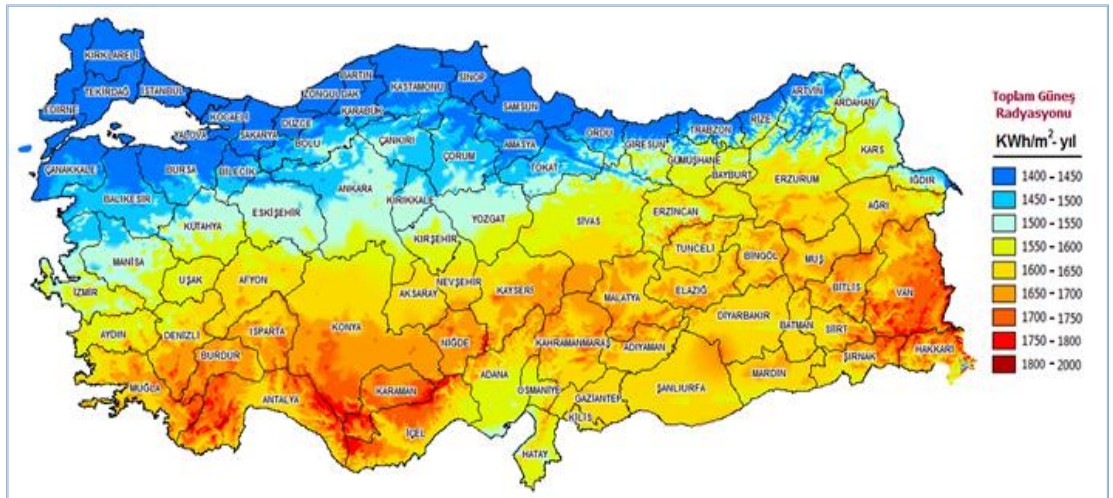 KIRKLARELİ
EDİRNE
TEKİRDAĞ
İSTANBUL
KOCAELİ
YALOVA
SAKARYA
DÜZCE
ZONGULDAK
BARTIN
KARABÜK
KASTAMONU
SİNOP
SAMSUN
BOLU
ÇANKIRI
ÇORUM
AMASYA
ORDU
TOKAT
GİRESUN
TRABZON
RİZE
ARTVİN
ARDAHAN
GÜMÜŞHANE
BAYBURT
KARS
IĞDIR
ÇANAKKALE
BURSA
BİLECİK
BALIKESİR
KÜTAHYA
ESKİŞEHİR
ANKARA
KIRIKKALE
YOZGAT
SİVAS
ERZİNCAN
ERZURUM
AĞRI
MANİSA
İZMİR
UŞAK
AFYON
KIRŞEHİR
NEVŞEHİR
AKSARAY
KAYSERİ
MALATYA
TUNCELİ
ELAZIĞ
BİNGÖL
MUŞ
BİTLİS
VAN
AYDIN
DENİZLİ
ISPARTA
BURDUR
KONYA
NİĞDE
KAHRAMANMARAŞ
ADIYAMAN
DİYARBAKIR
BATMAN
SİİRT
ŞIRNAK
HAKKARİ
MUĞLA
ANTALYA
KARAMAN
İÇEL
ADANA
OSMANİYE
GAZİANTEP
KİLİS
ŞANLIURFA
MARDİN
HATAY
Toplam Güneş
Radyasyonu
KWh/m²- yıl
1400 - 1450
1450 - 1500
1500 - 1550
1550 - 1600
1600 - 1650
1650 - 1700
1700 - 1750
1750 - 1800
1800 - 2000